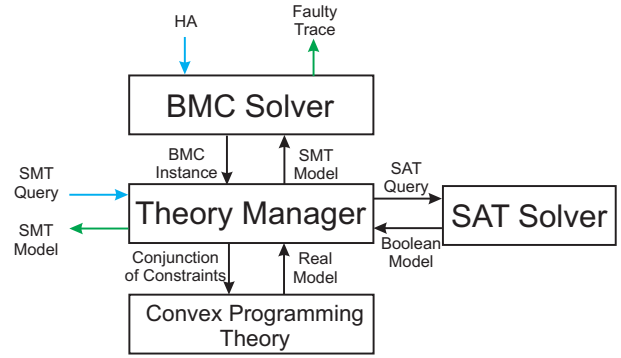 HA
Faulty
Trace
BMC Solver
BMC
Instance
SMT
Model
SMT
Query
SAT
Query
Theory Manager
SAT Solver
SMT
Model
Boolean
Model
Conjunction
of Constraints
Real
Model
Convex Programming
Theory